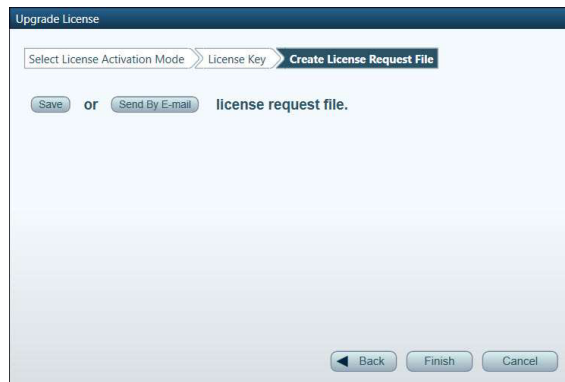 Upgrade License
Select License Activation Mode License Key Create License Request File
Save or Send By E-mail license request file.
Back Finish Cancel